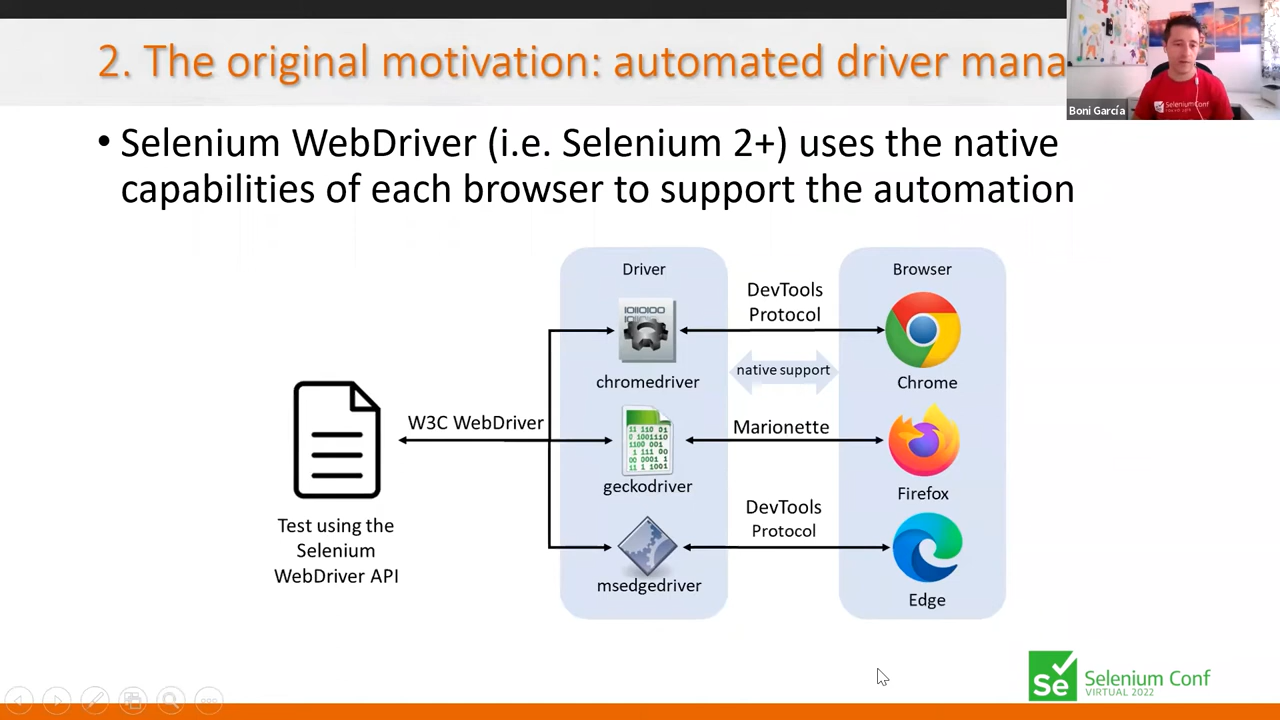 2. The original motivation: automated driver mana
Boni García
SeleniumConf
• Selenium WebDriver (i.e. Selenium 2+) uses the native
capabilities of each browser to support the automation
Driver
Browser
DevTools
Protocol
chromedriver
native support
Chrome
W3C WebDriver
Marionette
geckodriver
Firefox
Test using the
Selenium
WebDriver API
DevTools
Protocol
msedgedriver
Edge
Se
Selenium Conf
VIRTUAL 2022